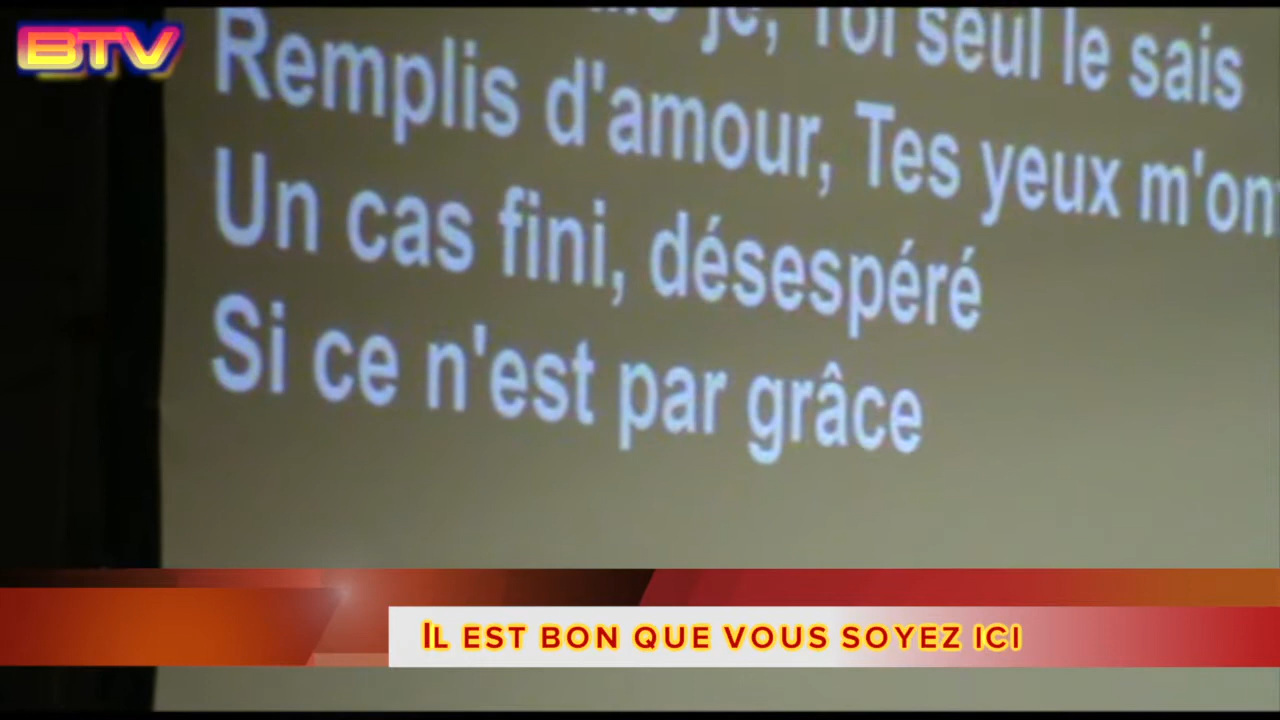 BTV
je, Toi seul le sais
Remplis d'amour, Tes yeux m'on
Un cas fini, désespéré
Si ce n'est par grâce
Il est bon que vous soyez ici